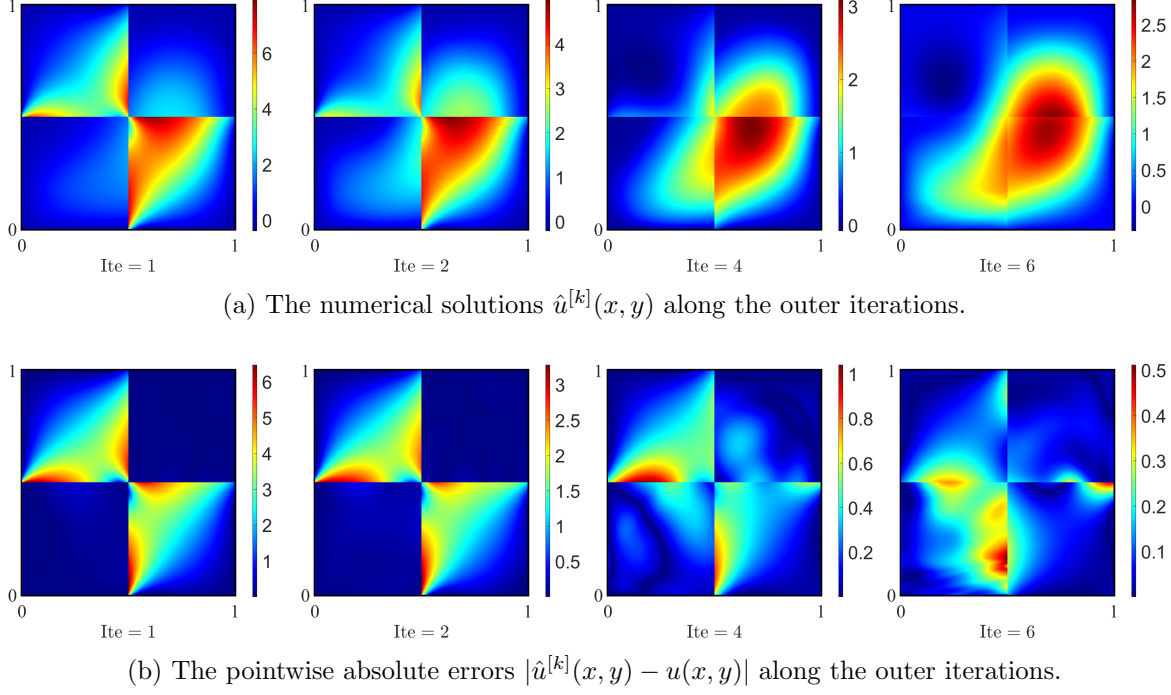 1 6 4 2 0 0 1 Ite = 1
1 4 3 2 1 0 0 1 Ite = 2
1 3 2 1 0 0 0 1 Ite = 4
1 2.5 2 1.5 1 0.5 0 0 0 1 Ite = 6
(a) The numerical solutions û^{[k]}(x, y) along the outer iterations.
1 6 5 4 3 2 1 0 0 1 Ite = 1
1 3 2.5 2 1.5 1 0.5 0 0 1 Ite = 2
1 1 0.8 0.6 0.4 0.2 0 0 1 Ite = 4
1 0.5 0.4 0.3 0.2 0.1 0 0 1 Ite = 6
(b) The pointwise absolute errors |û^{[k]}(x, y) − u(x, y)| along the outer iterations.